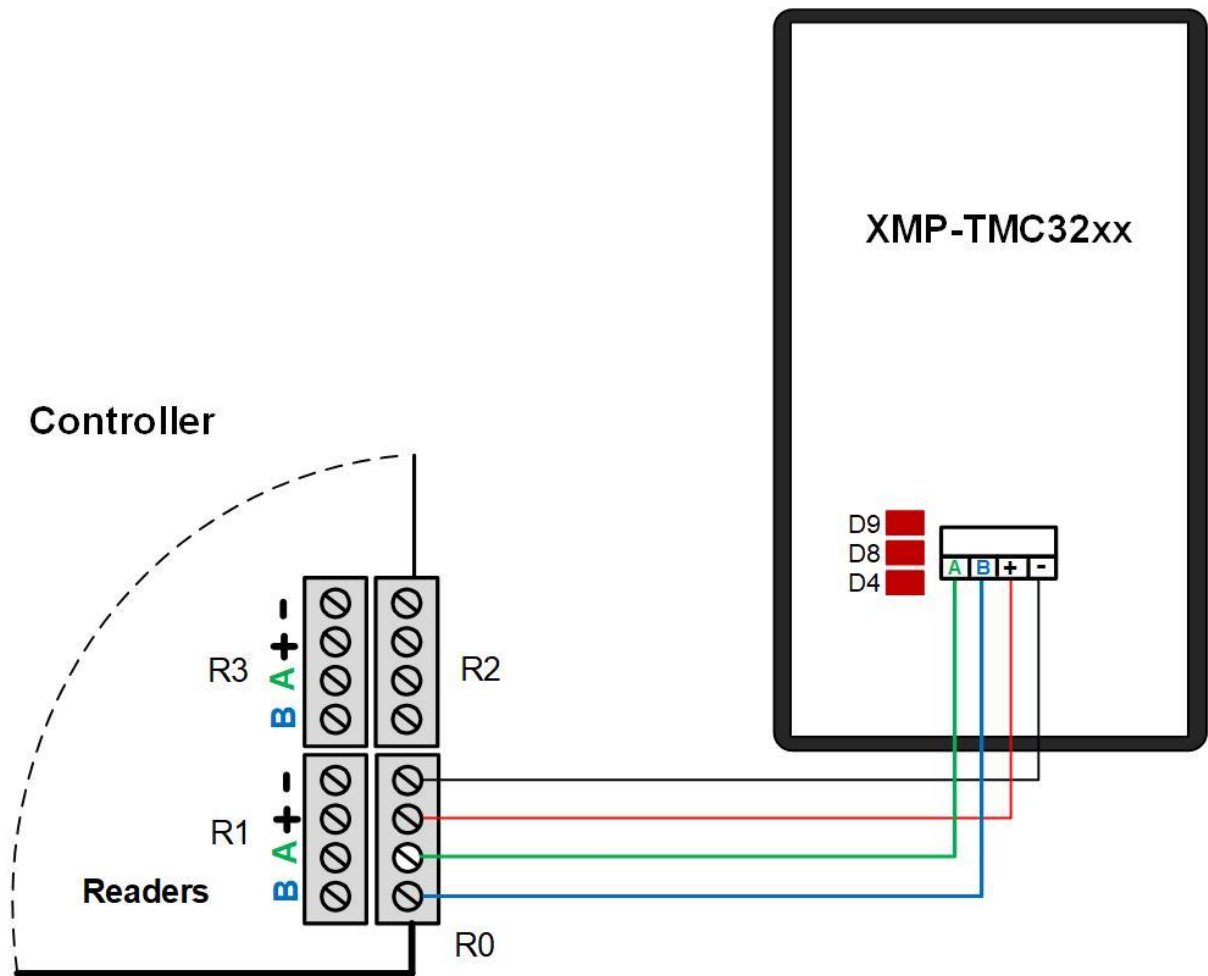 XMP-TMC32xx
Controller
D9
D8
D4
A B + -
R3
- + A B
R2
R1
- + A B
Readers
R0